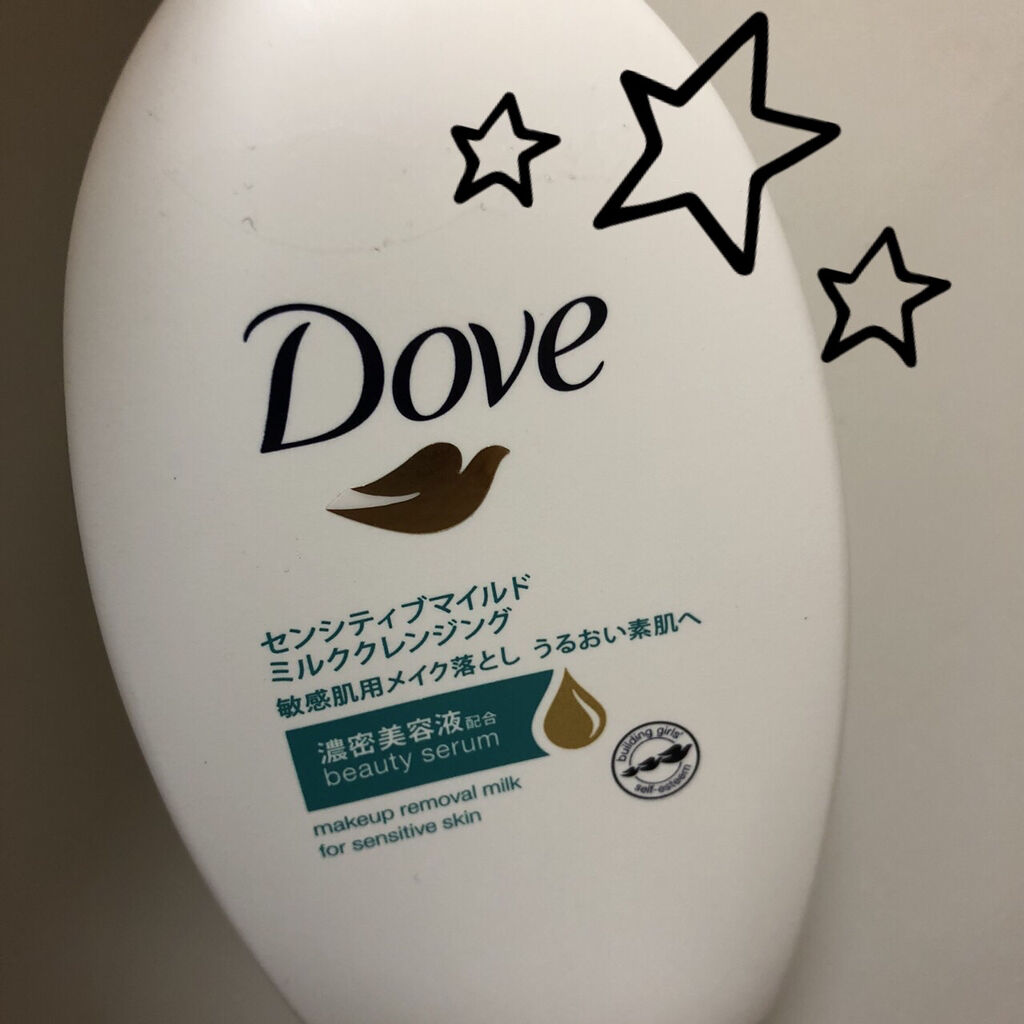 Dove
センシティブマイルド
ミルククレンジング
敏感肌用メイク落とし うるおい素肌へ
濃密美容液配合
beauty serum
building girls'
self-esteem
makeup removal milk
for sensitive skin